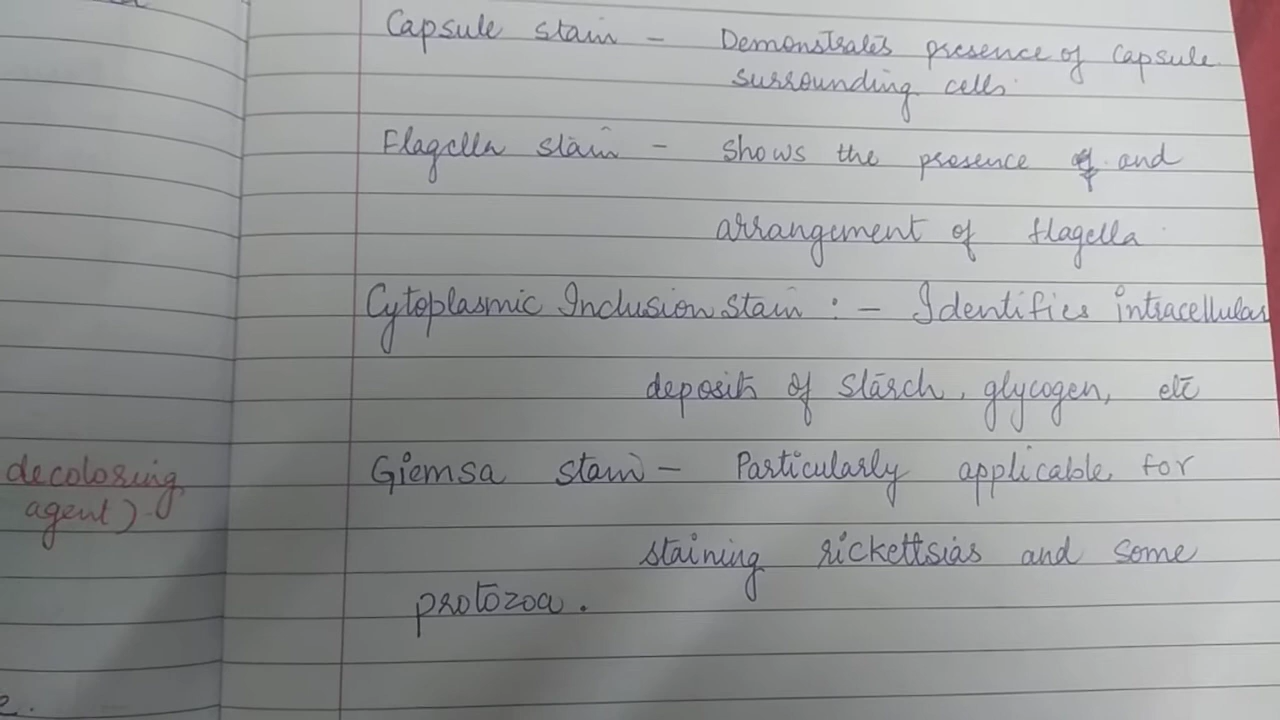 Capsule stain - Demonstrates presence of capsule
surrounding cells.
Flagella stain - shows the presence of and
arrangement of flagella
Cytoplasmic Inclusion Stain : - Identifies intracellular
deposits of starch, glycogen, etc
Giemsa stain - Particularly applicable for
staining rickettsias and some
protozoa.
decolosing
agent).